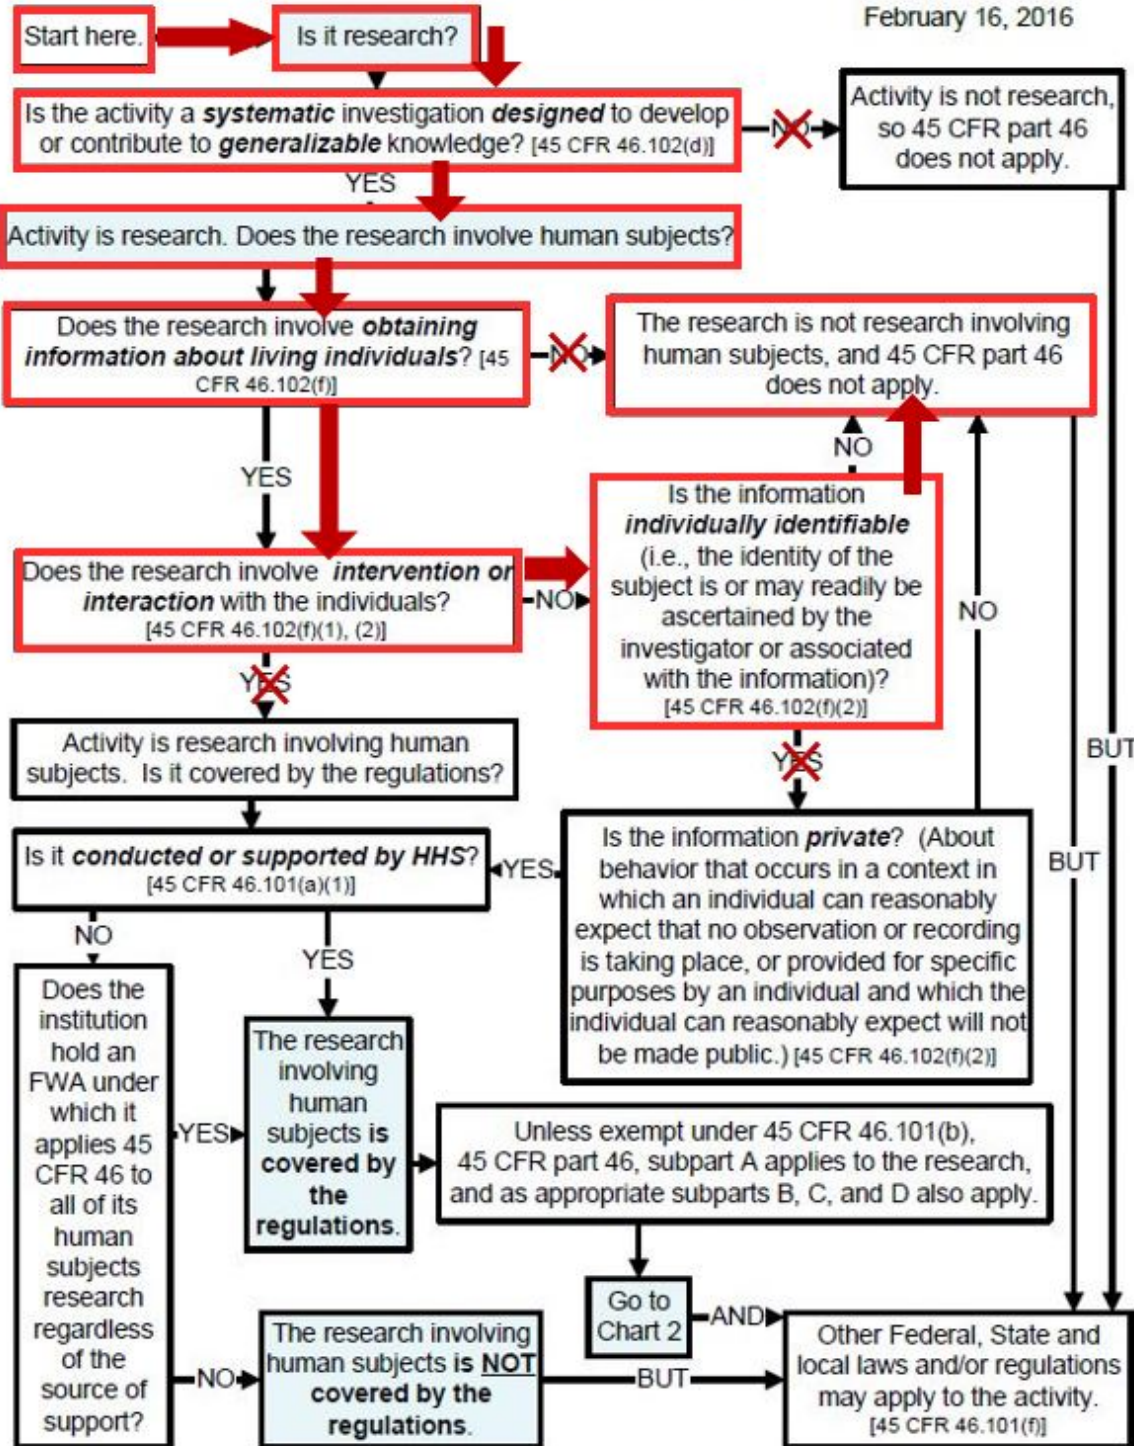 February 16, 2016
Start here.
Is it research?
Is the activity a systematic investigation designed to develop
or contribute to generalizable knowledge? [45 CFR 46.102(d)]
NO
Activity is not research,
so 45 CFR part 46
does not apply.
YES
Activity is research. Does the research involve human subjects?
Does the research involve obtaining
information about living individuals? [45
CFR 46.102(f)]
NO
The research is not research involving
human subjects, and 45 CFR part 46
does not apply.
YES
NO
Does the research involve intervention or
interaction with the individuals?
[45 CFR 46.102(f)(1), (2)]
NO
Is the information
individually identifiable
(i.e., the identity of the
subject is or may readily be
ascertained by the
investigator or associated
with the information)?
[45 CFR 46.102(f)(2)]
NO
YES
YES
BUT
Activity is research involving human
subjects. Is it covered by the regulations?
Is it conducted or supported by HHS?
[45 CFR 46.101(a)(1)]
YES
Is the information private? (About
behavior that occurs in a context in
which an individual can reasonably
expect that no observation or recording
is taking place, or provided for specific
purposes by an individual and which the
individual can reasonably expect will not
be made public.) [45 CFR 46.102(f)(2)]
BUT
NO
YES
Does the
institution
hold an
FWA under
which it
applies 45
CFR 46 to
all of its
human
subjects
research
regardless
of the
source of
support?
YES
The research
involving
human
subjects is
covered by
the
regulations.
Unless exempt under 45 CFR 46.101(b),
45 CFR part 46, subpart A applies to the research,
and as appropriate subparts B, C, and D also apply.
Go to
Chart 2
AND
NO
The research involving
human subjects is NOT
covered by the
regulations.
BUT
Other Federal, State and
local laws and/or regulations
may apply to the activity.
[45 CFR 46.101(f)]